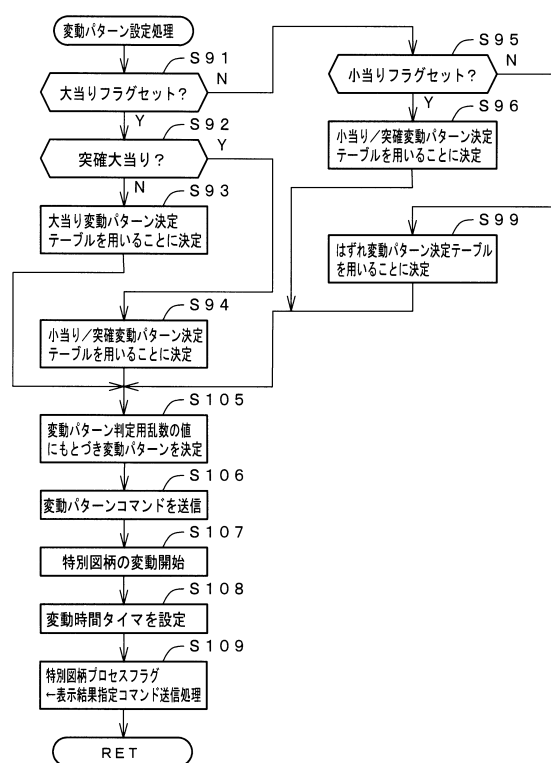 変動パターン設定処理
S91
大当りフラグセット？
N
Y
S92
突確大当り？
Y
N
S93
大当り変動パターン決定
テーブルを用いることに決定
S94
小当り／突確変動パターン決定
テーブルを用いることに決定
S95
小当りフラグセット？
N
Y
S96
小当り／突確変動パターン決定
テーブルを用いることに決定
S99
はずれ変動パターン決定テーブル
を用いることに決定
S105
変動パターン判定用乱数の値
にもとづき変動パターンを決定
S106
変動パターンコマンドを送信
S107
特別図柄の変動開始
S108
変動時間タイマを設定
S109
特別図柄プロセスフラグ
←表示結果指定コマンド送信処理
RET